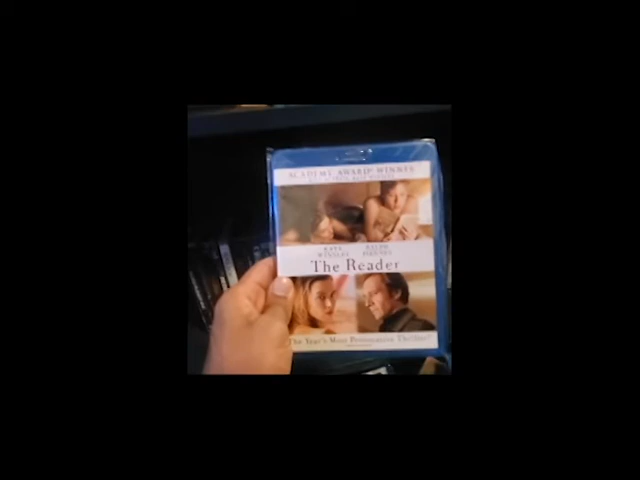 ACADEMY AWARD® WINNER
KATE RALPH
WINSLET FIENNES
The Reader
The Year's Most Provocative Thriller!